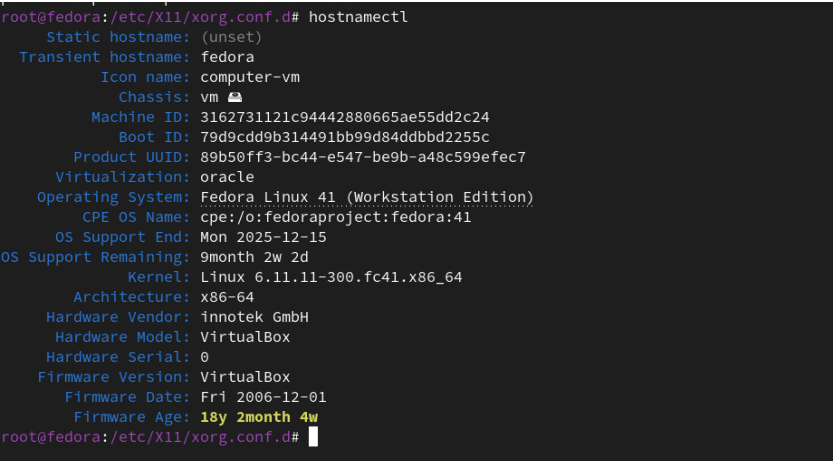 root@fedora:/etc/X11/xorg.conf.d# hostnamectl
Static hostname: (unset)
Transient hostname: fedora
Icon name: computer-vm
Chassis: vm 🖴
Machine ID: 3162731121c94442880665ae55dd2c24
Boot ID: 79d9cdd9b314491bb99d84ddbbd2255c
Product UUID: 89b50ff3-bc44-e547-be9b-a48c599efec7
Virtualization: oracle
Operating System: Fedora Linux 41 (Workstation Edition)
CPE OS Name: cpe:/o:fedoraproject:fedora:41
OS Support End: Mon 2025-12-15
OS Support Remaining: 9month 2w 2d
Kernel: Linux 6.11.11-300.fc41.x86_64
Architecture: x86-64
Hardware Vendor: innotek GmbH
Hardware Model: VirtualBox
Hardware Serial: 0
Firmware Version: VirtualBox
Firmware Date: Fri 2006-12-01
Firmware Age: 18y 2month 4w
root@fedora:/etc/X11/xorg.conf.d#